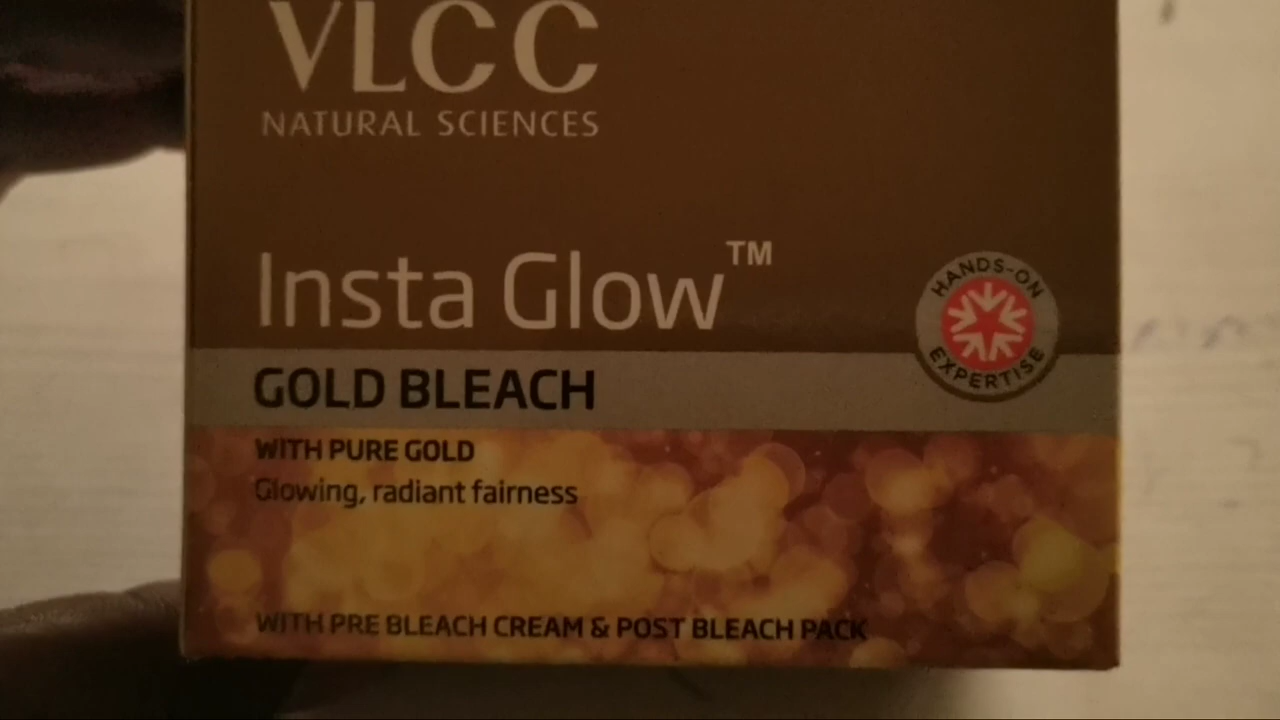 VLCC
NATURAL SCIENCES
Insta Glow™
HANDS-ON
EXPERTISE
GOLD BLEACH
WITH PURE GOLD
Glowing, radiant fairness
WITH PRE BLEACH CREAM & POST BLEACH PACK